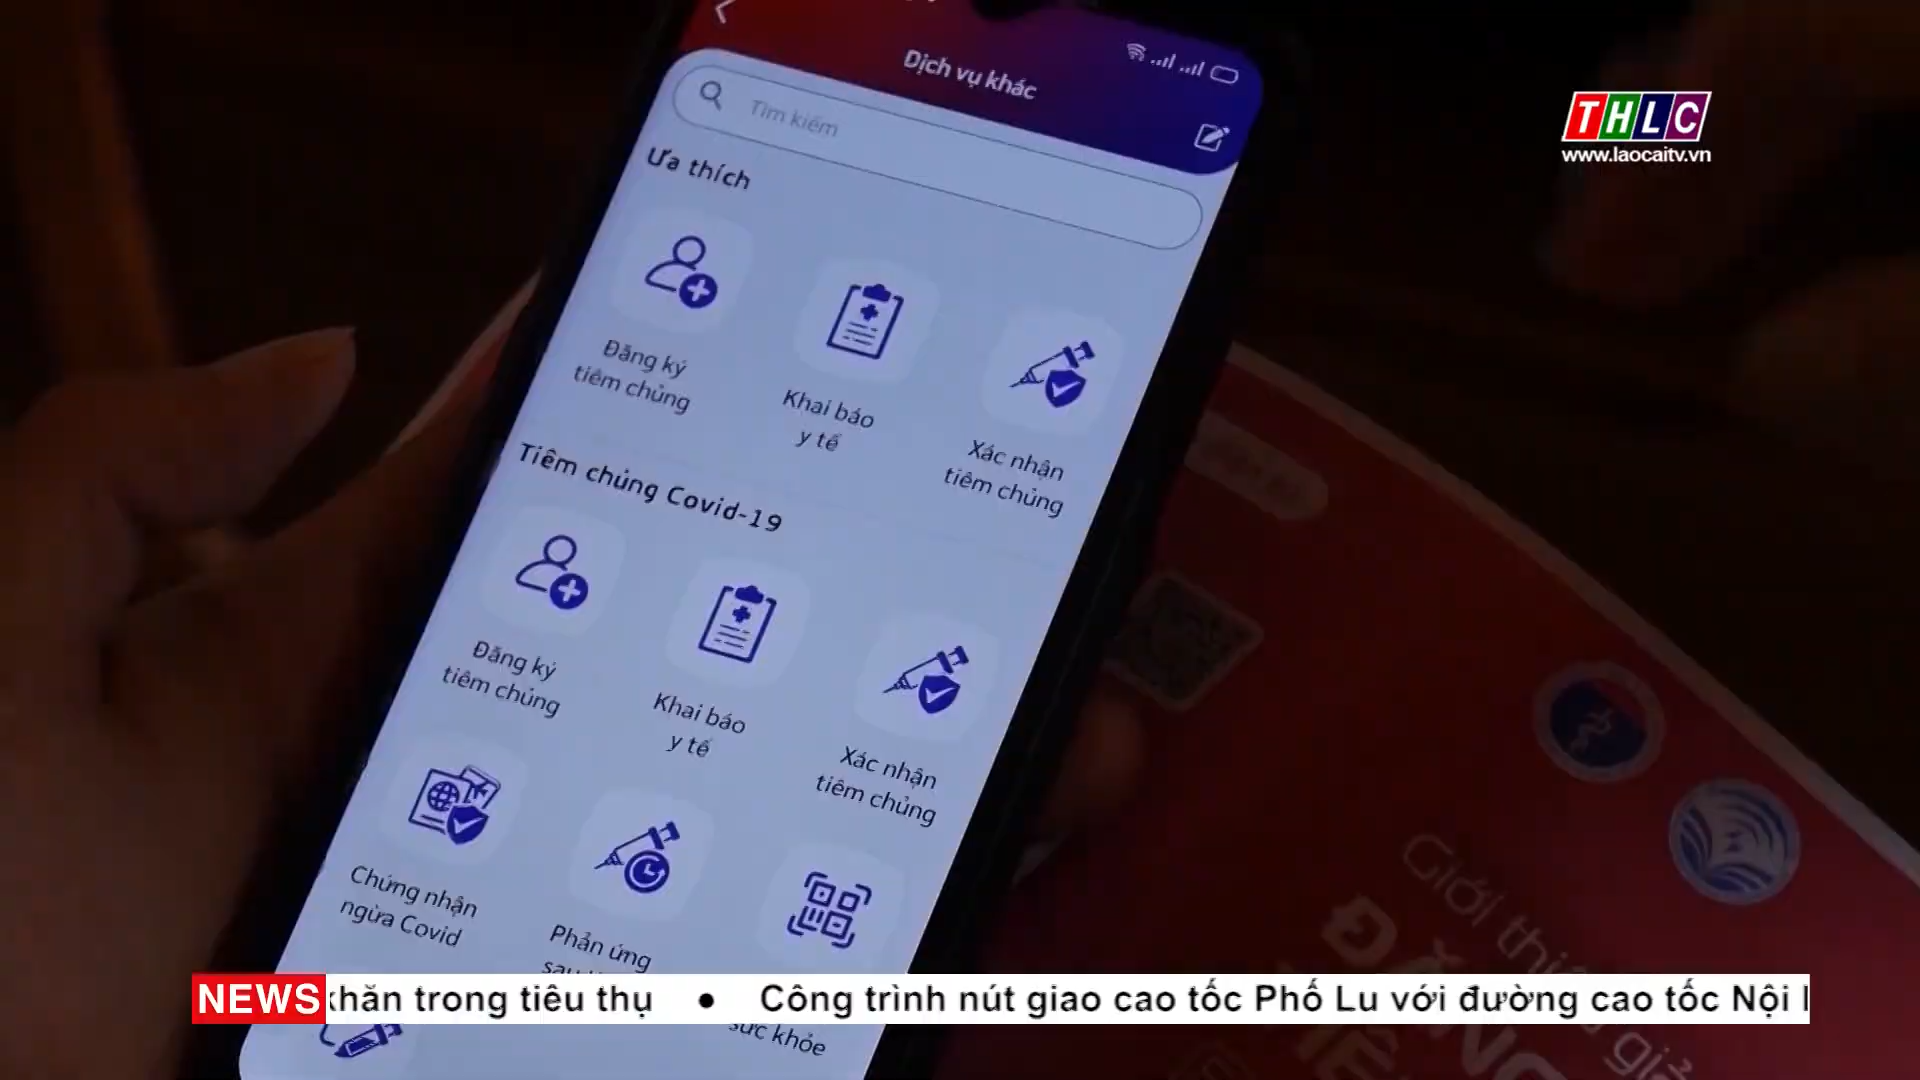 Dịch vụ khác
Tìm kiếm
Ưa thích
Đăng ký
tiêm chủng
Khai báo
y tế
Xác nhận
tiêm chủng
Tiêm chủng Covid-19
Đăng ký
tiêm chủng
Khai báo
y tế
Xác nhận
tiêm chủng
Chứng nhận
ngừa Covid
Phản ứng
sức khỏe
THLC
www.laocaitv.vn
Giới thiệu
NEWS
khăn trong tiêu thụ • Công trình nút giao cao tốc Phố Lu với đường cao tốc Nội